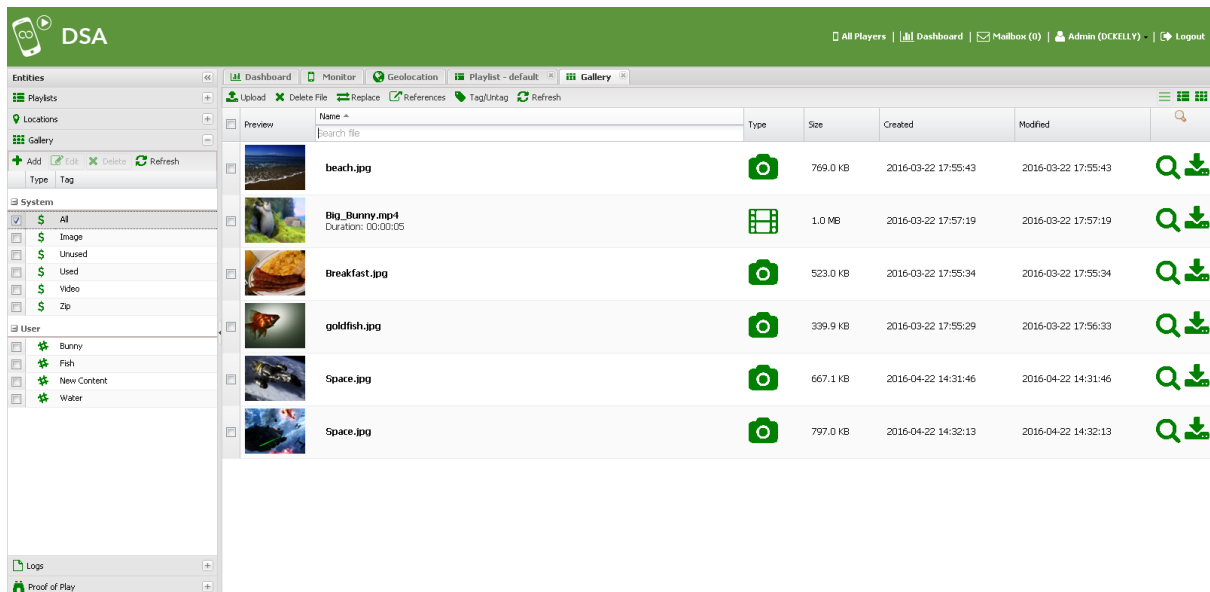 DSA
All Players | Dashboard | Mailbox (0) | Admin (DCKELLY) | Logout
Entities
Playlists
Locations
Gallery
Add Edit Delete Refresh
Type Tag
System
$ All
$ Image
$ Unused
$ Used
$ Video
$ Zip
User
Bunny
Fish
New Content
Water
Logs
Proof of Play
Dashboard Monitor Geolocation Playlist - default Gallery
Upload Delete File Replace References Tag/Untag Refresh
Preview Name Type Size Created Modified
Search file
beach.jpg 769.0 KB 2016-03-22 17:55:43 2016-03-22 17:55:43
Big_Bunny.mp4 1.0 MB 2016-03-22 17:57:19 2016-03-22 17:57:19
Duration: 00:00:05
Breakfast.jpg 523.0 KB 2016-03-22 17:55:34 2016-03-22 17:55:34
goldfish.jpg 339.9 KB 2016-03-22 17:55:29 2016-03-22 17:56:33
Space.jpg 667.1 KB 2016-04-22 14:31:46 2016-04-22 14:31:46
Space.jpg 797.0 KB 2016-04-22 14:32:13 2016-04-22 14:32:13